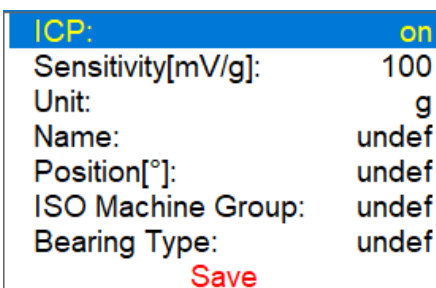 ICP: on
Sensitivity[mV/g]: 100
Unit: g
Name: undef
Position[°]: undef
ISO Machine Group: undef
Bearing Type: undef
Save